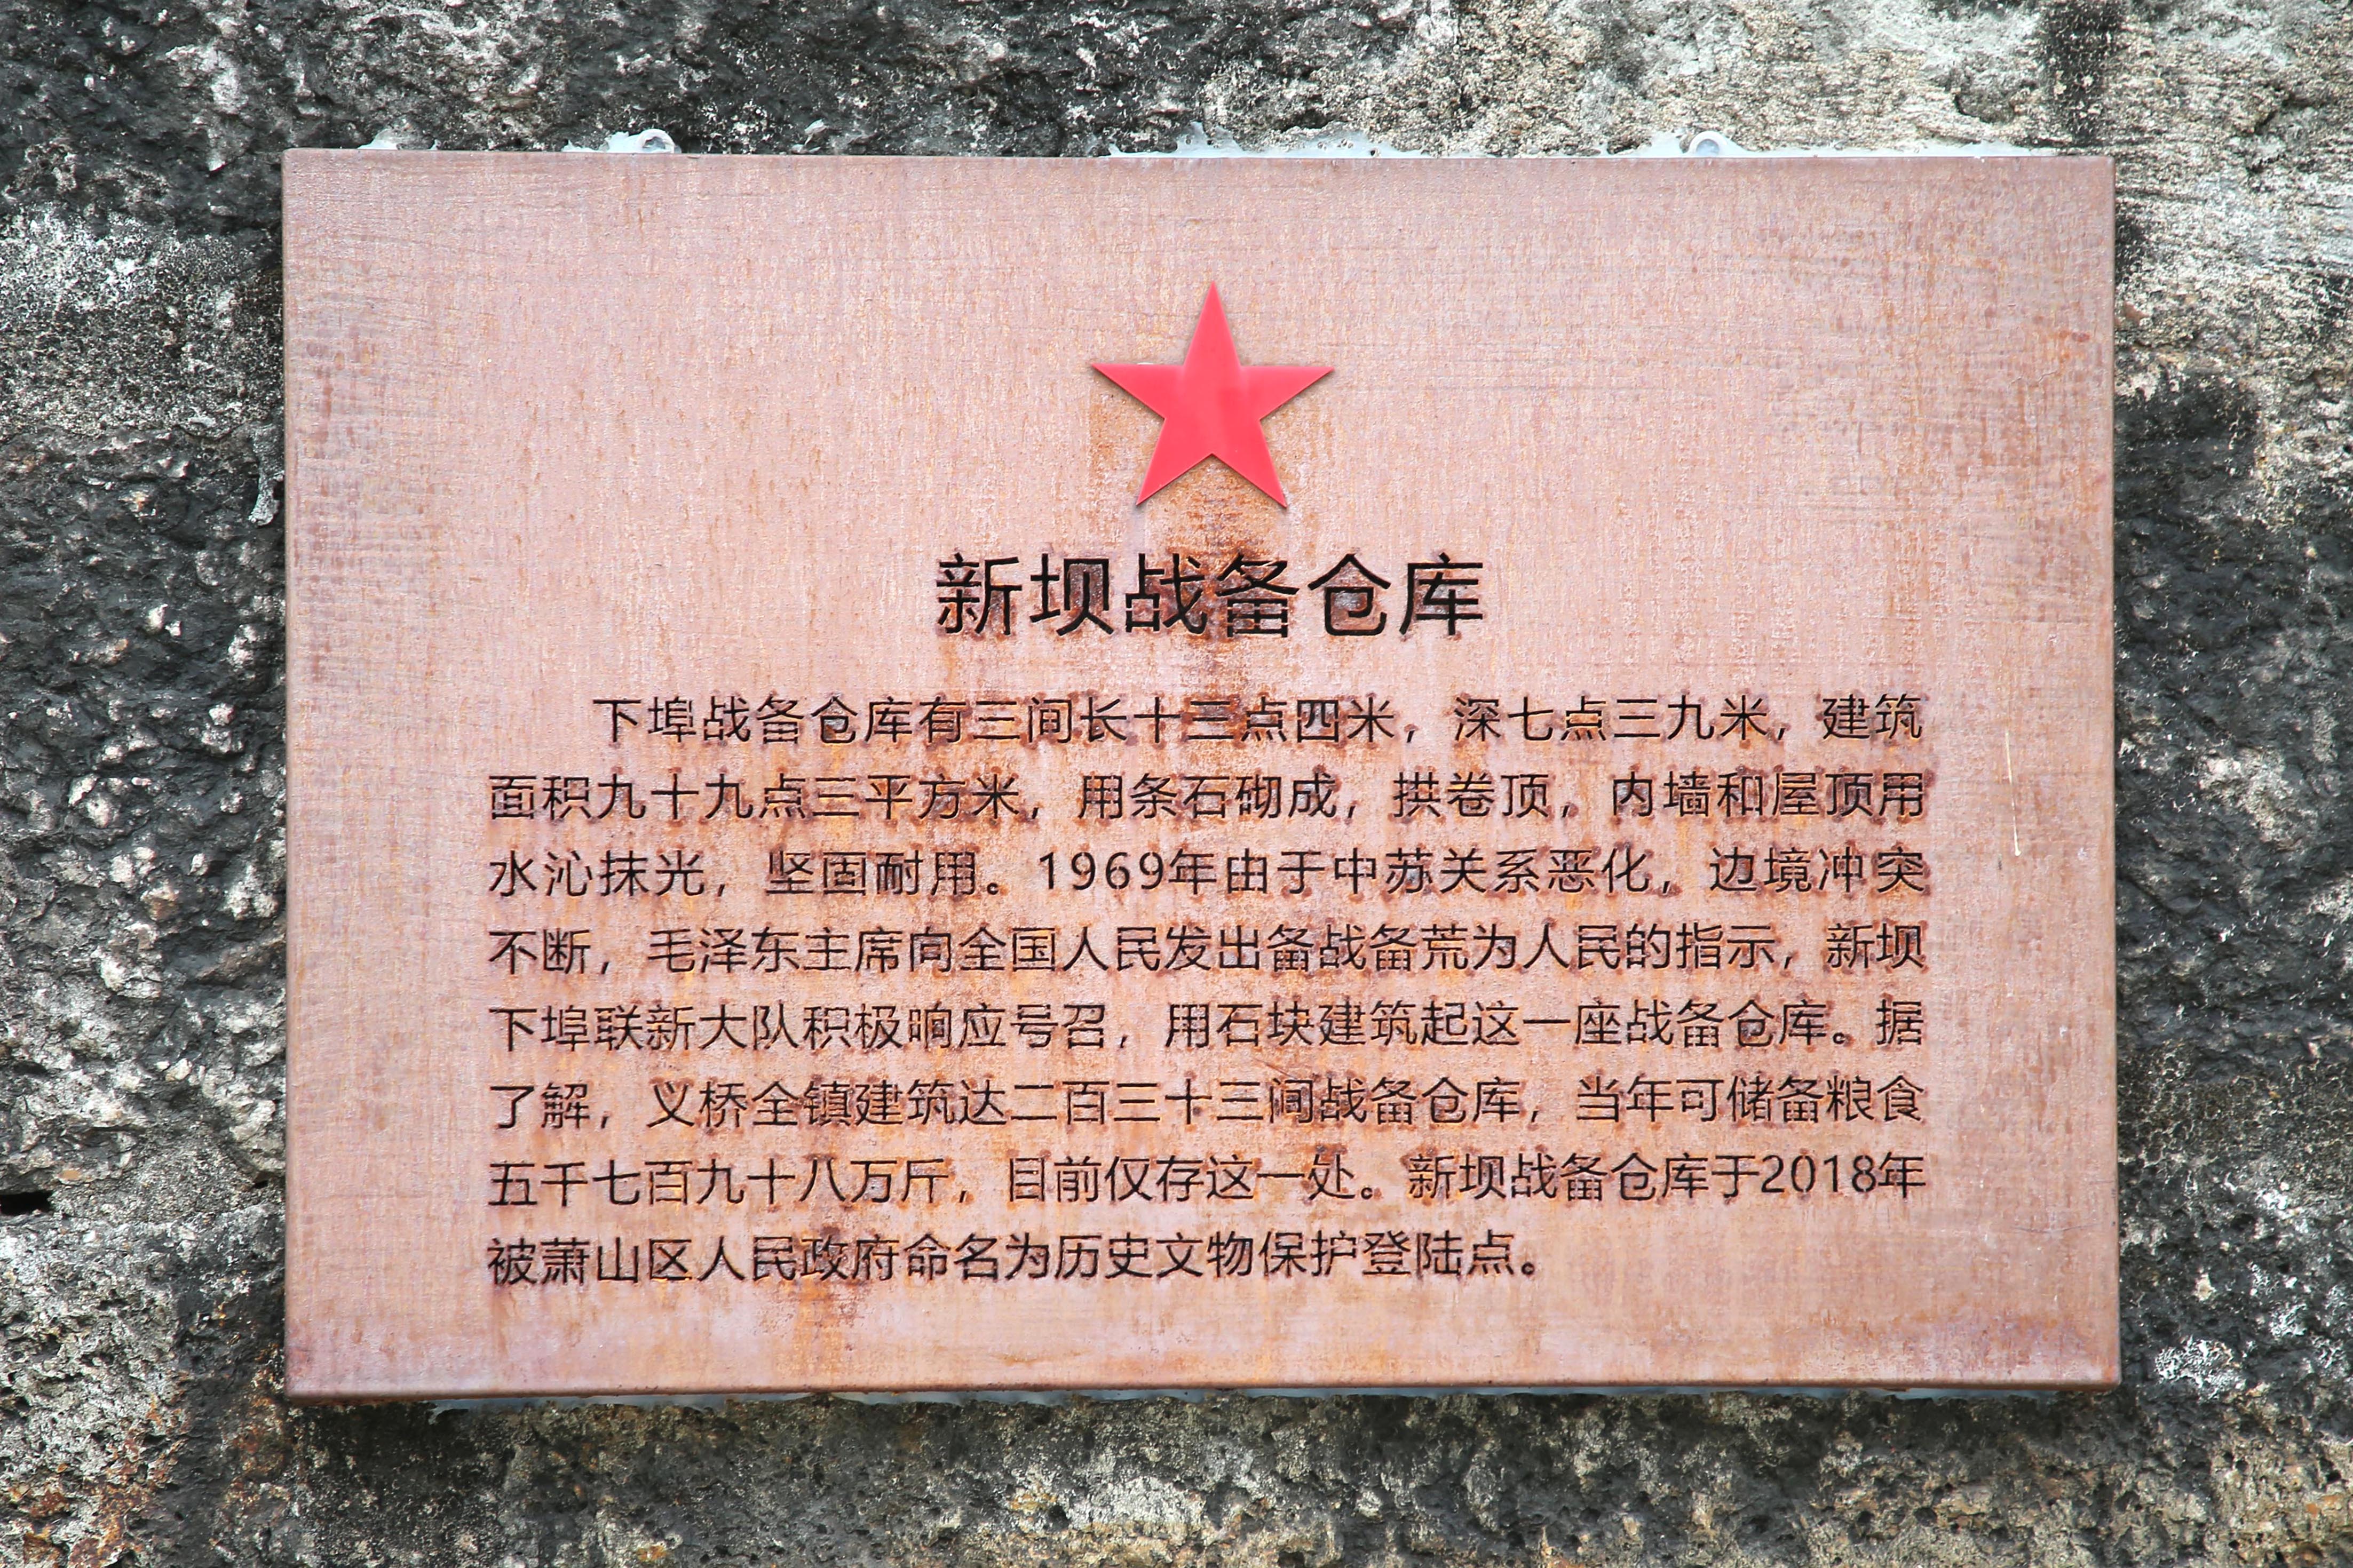 新坝战备仓库
下埠战备仓库有三间长十三点四米，深七点三九米，建筑
面积九十九点三平方米，用条石砌成，拱卷顶，内墙和屋顶用
水沁抹光，坚固耐用。1969年由于中苏关系恶化，边境冲突
不断，毛泽东主席向全国人民发出备战备荒为人民的指示，新坝
下埠联新大队积极响应号召，用石块建筑起这一座战备仓库。据
了解，义桥全镇建筑达二百三十三间战备仓库，当年可储备粮食
五千七百九十八万斤，目前仅存这一处。新坝战备仓库于2018年
被萧山区人民政府命名为历史文物保护登陆点。